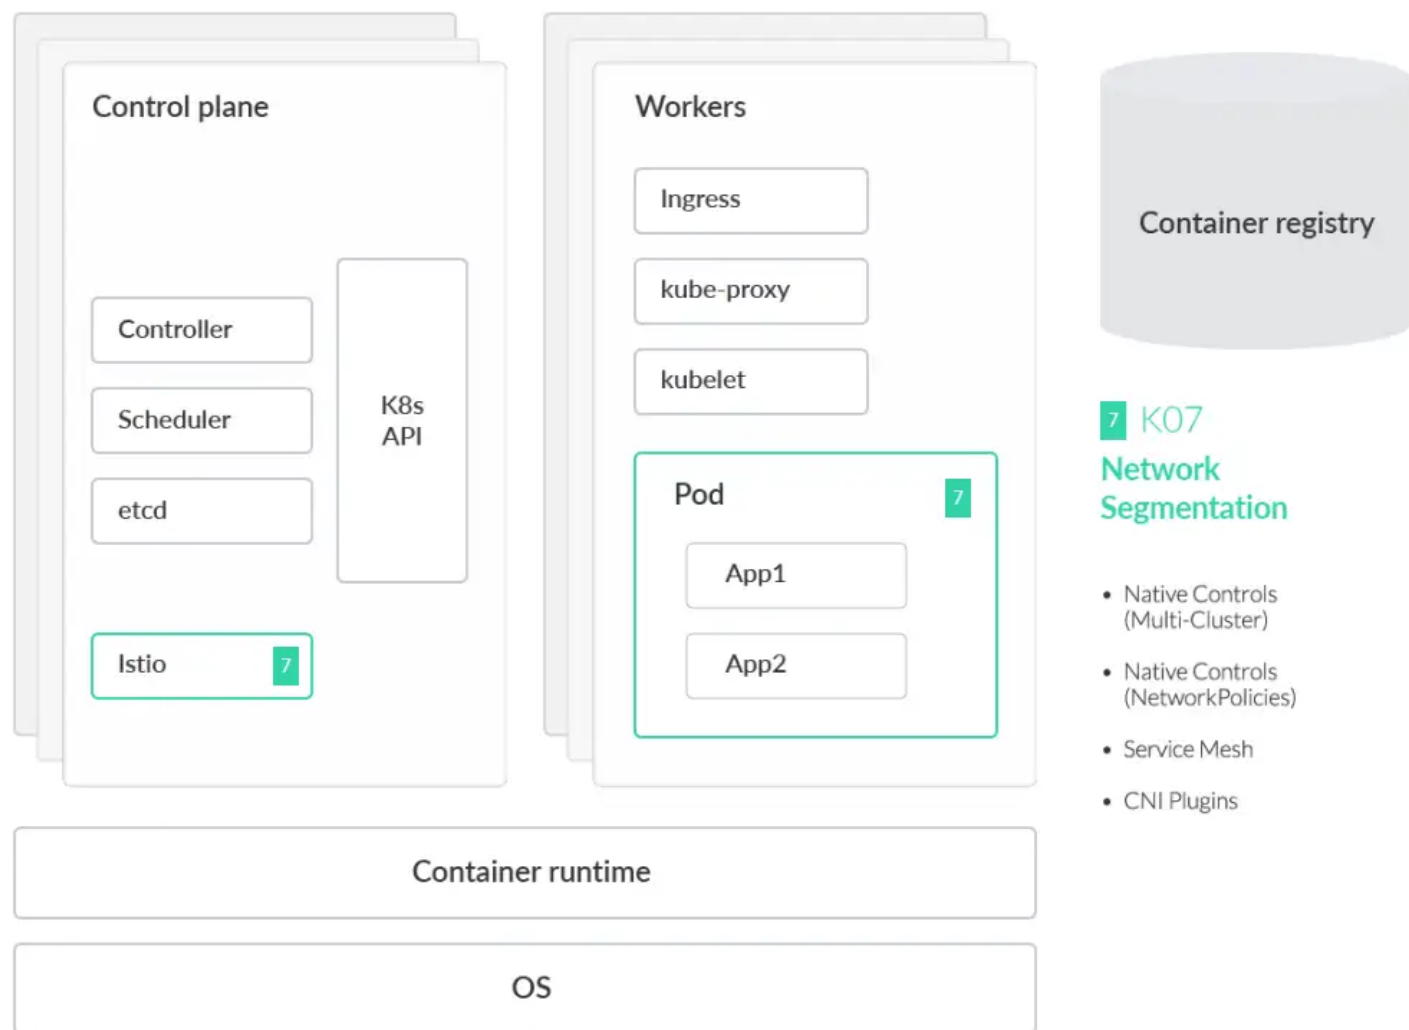 Control plane
Controller
Scheduler
etcd
K8s
API
Istio
7
Workers
Ingress
kube-proxy
kubelet
Pod
7
App1
App2
Container registry
7 K07
Network
Segmentation
• Native Controls
(Multi-Cluster)
• Native Controls
(NetworkPolicies)
• Service Mesh
• CNI Plugins
Container runtime
OS